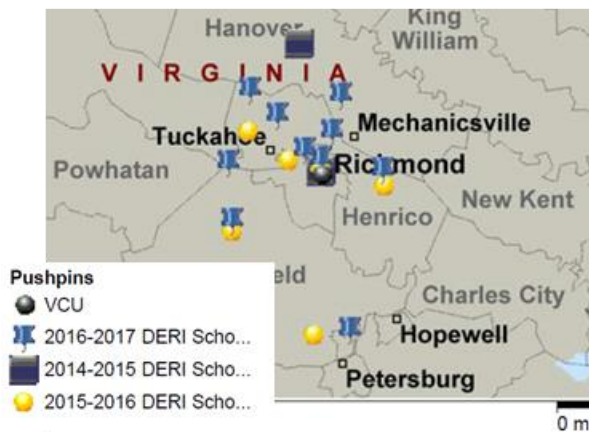 King
Hanover
William
VIRGINIA
Tuckahoe
Mechanicsville
Powhatan
Richmond
New Kent
Henrico
field
Charles City
Hopewell
Petersburg
Pushpins
VCU
2016-2017 DERI Scho...
2014-2015 DERI Scho...
2015-2016 DERI Scho...
0 m